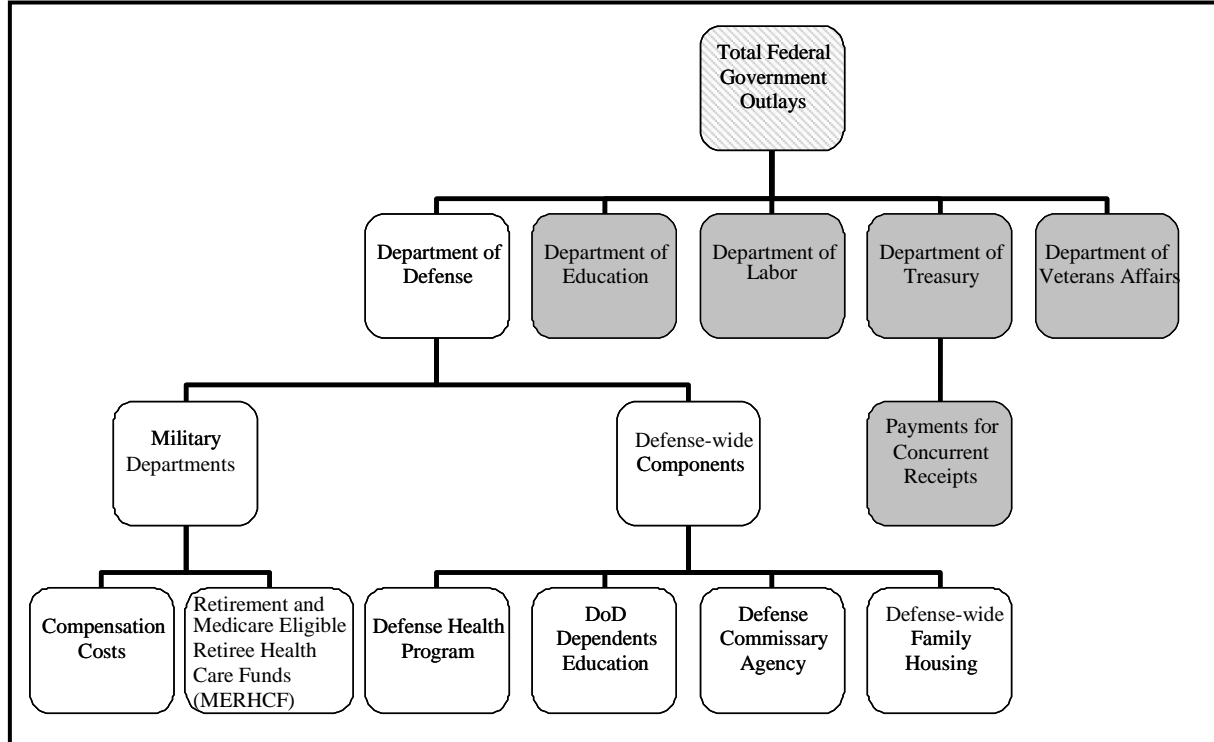 Total Federal
Government
Outlays
Department of
Defense
Department of
Education
Department of
Labor
Department of
Treasury
Department of
Veterans Affairs
Military
Departments
Defense-wide
Components
Payments for
Concurrent
Receipts
Compensation
Costs
Retirement and
Medicare Eligible
Retiree Health
Care Funds
(MERHCF)
Defense Health
Program
DoD
Dependents
Education
Defense
Commissary
Agency
Defense-wide
Family
Housing